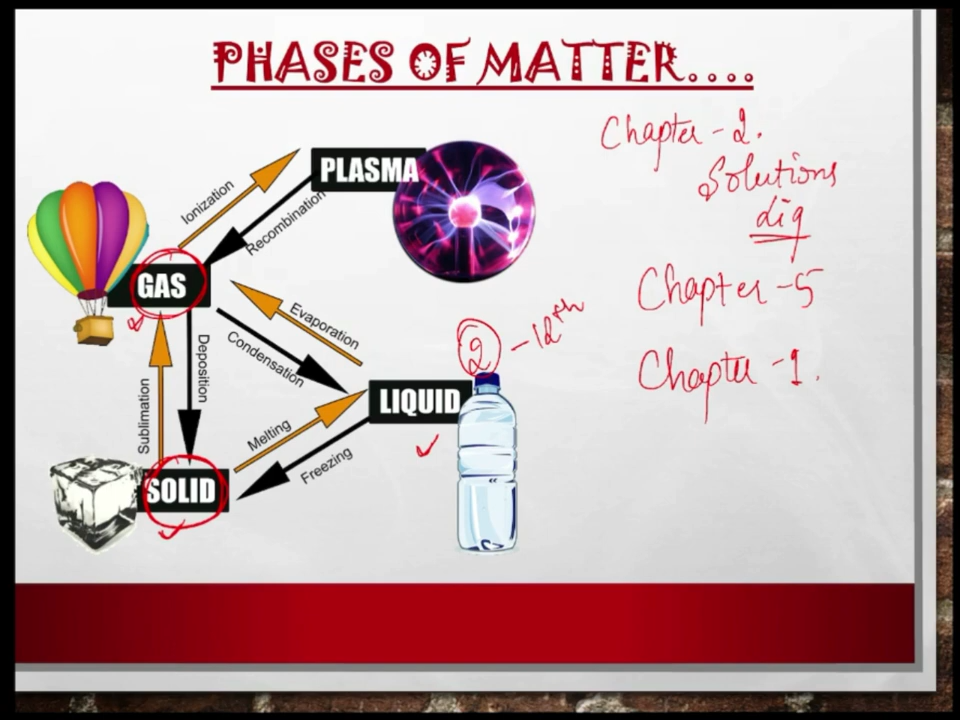 PHASES OF MATTER....
Chapter - 2.
Solutions
liq
Chapter - 5
Chapter - 1.
PLASMA
Ionization
Recombination
GAS
Evaporation
Condensation
Deposition
Sublimation
2 - 12th
LIQUID
Melting
Freezing
SOLID